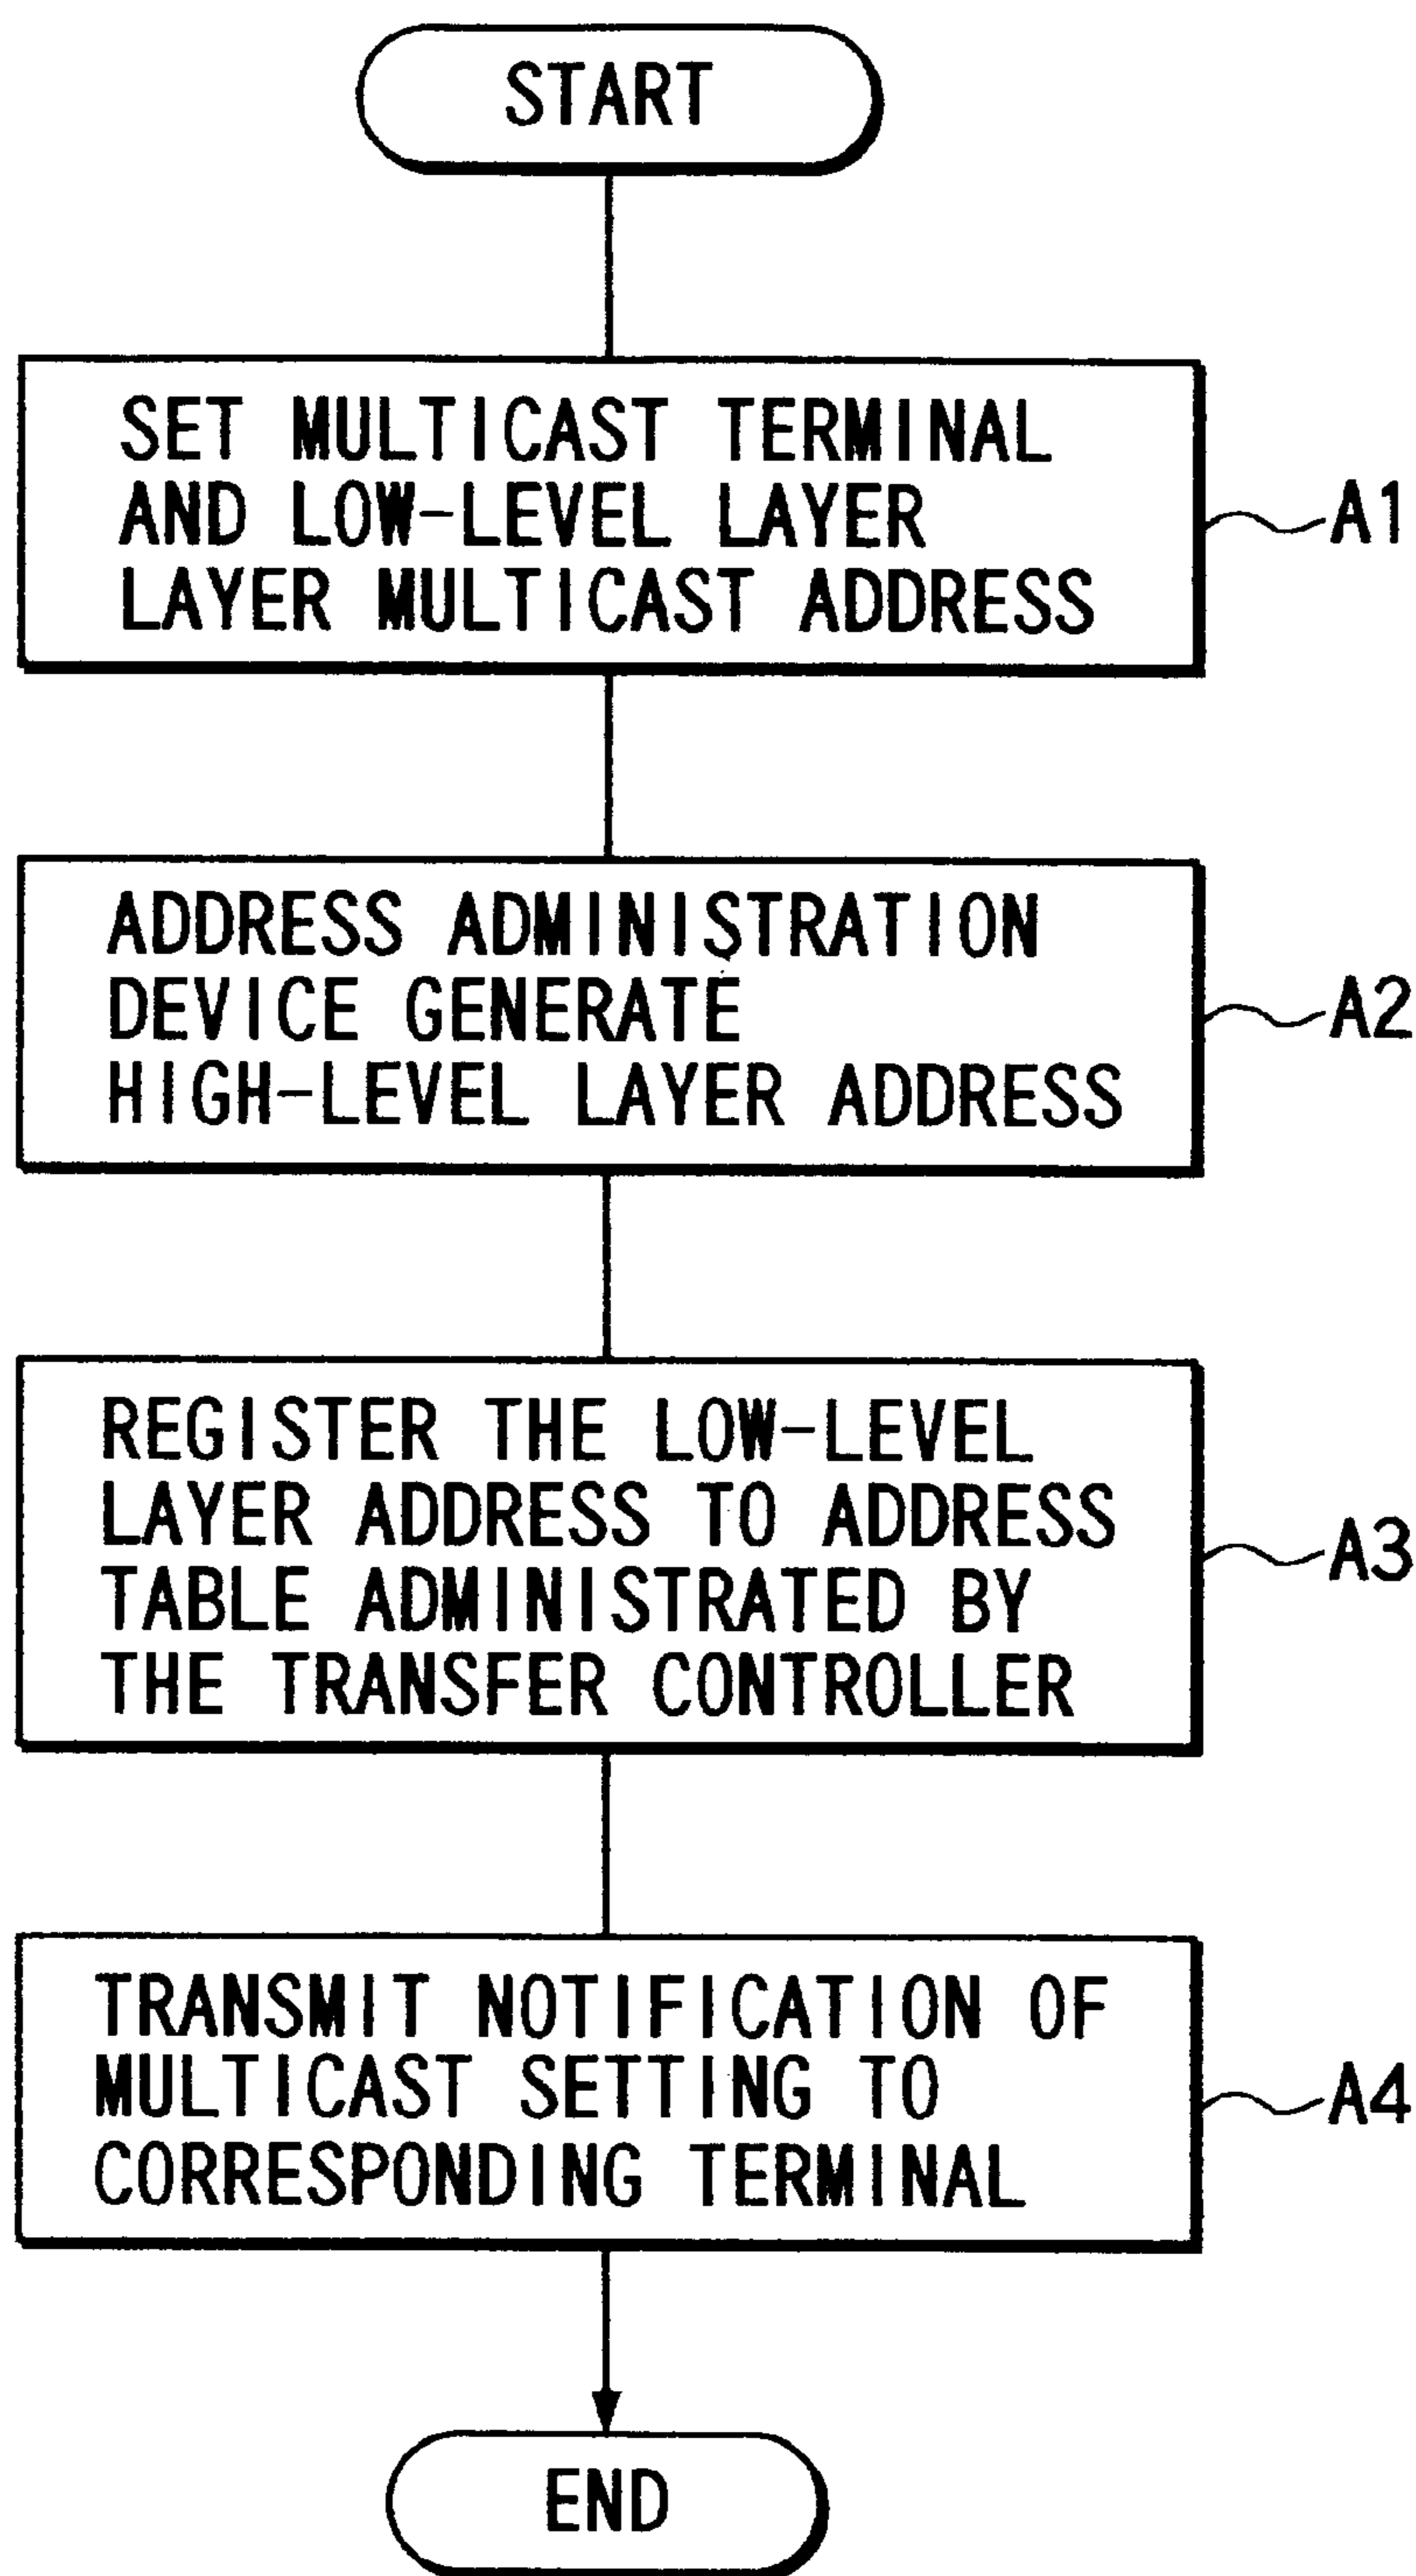 START
SET MULTICAST TERMINAL
AND LOW-LEVEL LAYER
LAYER MULTICAST ADDRESS
A1
ADDRESS ADMINISTRATION
DEVICE GENERATE
HIGH-LEVEL LAYER ADDRESS
A2
REGISTER THE LOW-LEVEL
LAYER ADDRESS TO ADDRESS
TABLE ADMINISTRATED BY
THE TRANSFER CONTROLLER
A3
TRANSMIT NOTIFICATION OF
MULTICAST SETTING TO
CORRESPONDING TERMINAL
A4
END